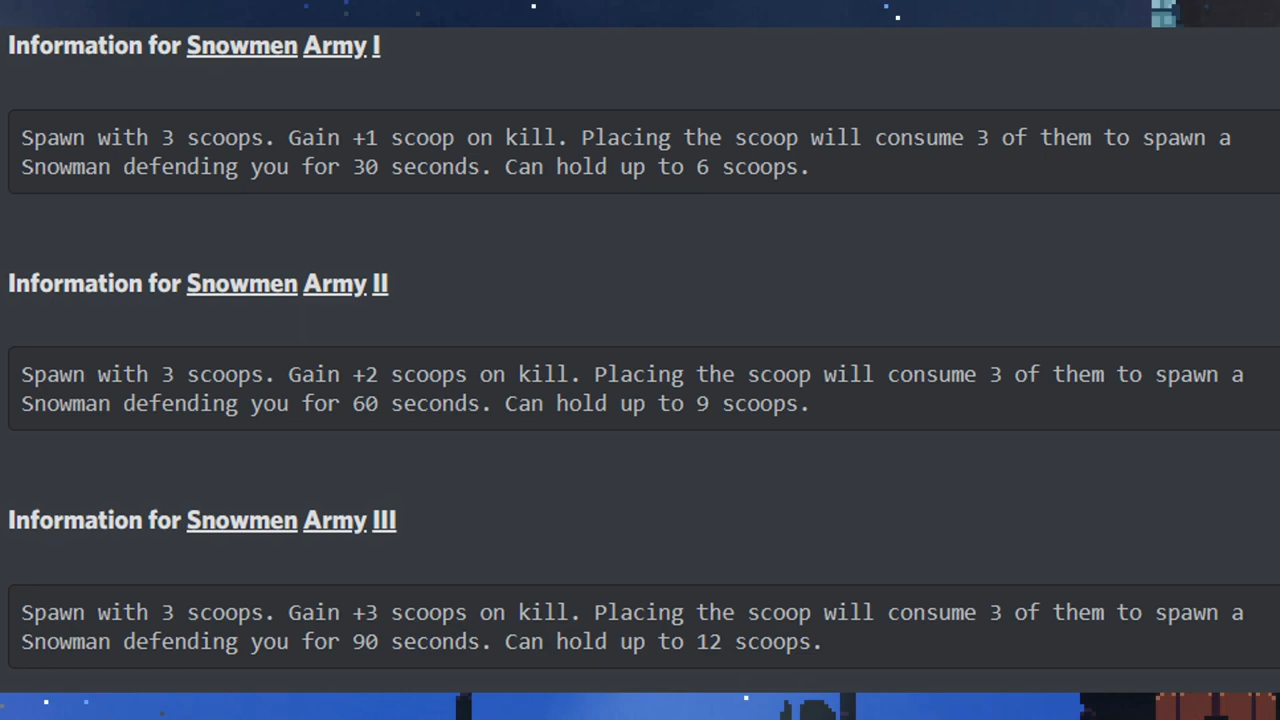 Information for Snowmen Army I
Spawn with 3 scoops. Gain +1 scoop on kill. Placing the scoop will consume 3 of them to spawn a
Snowman defending you for 30 seconds. Can hold up to 6 scoops.
Information for Snowmen Army II
Spawn with 3 scoops. Gain +2 scoops on kill. Placing the scoop will consume 3 of them to spawn a
Snowman defending you for 60 seconds. Can hold up to 9 scoops.
Information for Snowmen Army III
Spawn with 3 scoops. Gain +3 scoops on kill. Placing the scoop will consume 3 of them to spawn a
Snowman defending you for 90 seconds. Can hold up to 12 scoops.